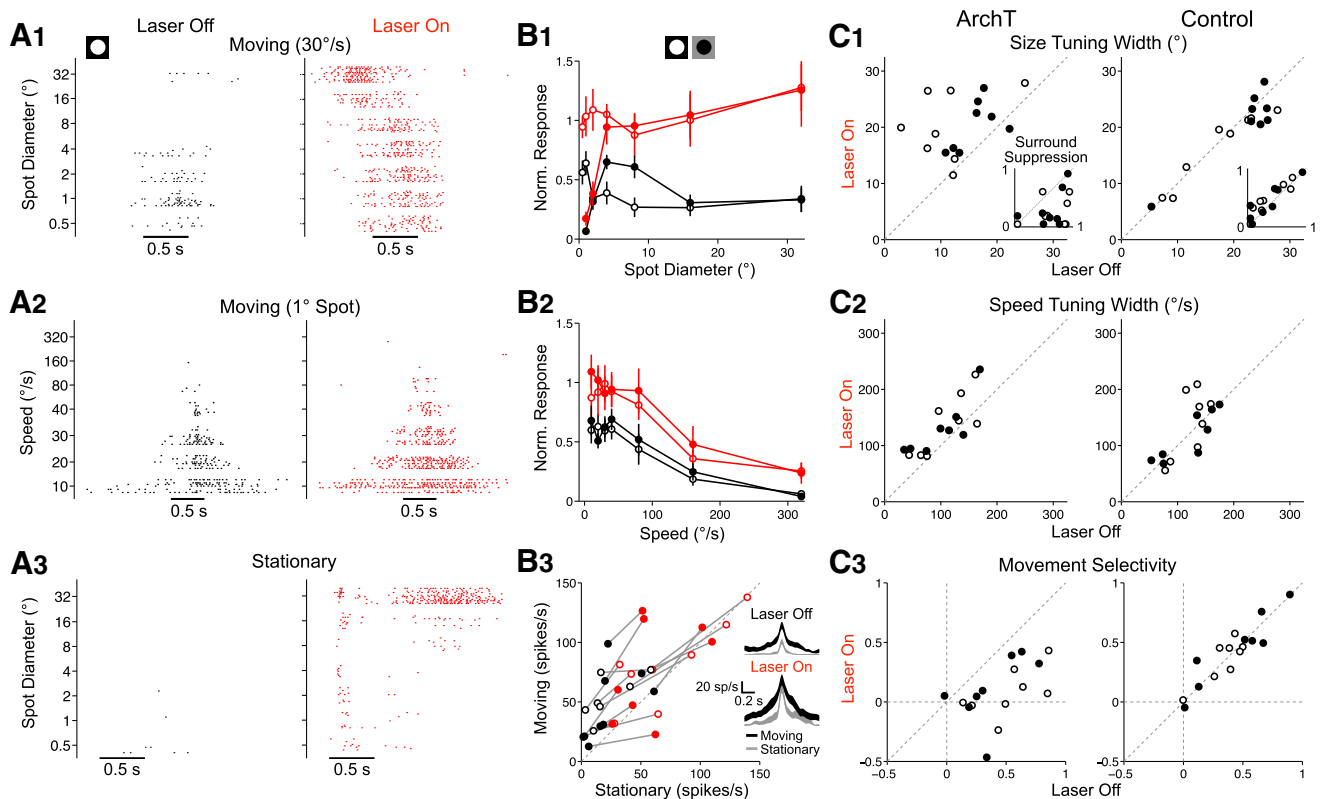 A1
Laser Off
Laser On
Moving (30°/s)
Spot Diameter (°)
32
16
8
4
2
1
0.5
0.5 s
0.5 s
B1
Norm. Response
1.5
1
0.5
0
0
10
20
30
Spot Diameter (°)
C1
ArchT
Control
Size Tuning Width (°)
Laser On
30
20
10
0
0
10
20
30
Surround
Suppression
1
0
1
0
10
20
30
1
0
1
Laser Off
A2
Moving (1° Spot)
Speed (°/s)
320
160
80
40
30
20
10
0.5 s
0.5 s
B2
Norm. Response
1.5
1
0.5
0
0
100
200
300
Speed (°/s)
C2
Speed Tuning Width (°/s)
Laser On
300
200
100
0
0
100
200
300
300
200
100
0
0
100
200
300
Laser Off
A3
Stationary
Spot Diameter (°)
32
16
8
4
2
1
0.5
0.5 s
0.5 s
B3
Moving (spikes/s)
150
100
50
0
0
50
100
150
Stationary (spikes/s)
Laser Off
Laser On
20 sp/s
0.2 s
Moving
Stationary
C3
Movement Selectivity
Laser On
1
0.5
0
−0.5
−0.5
0
0.5
1
1
0.5
0
−0.5
−0.5
0
0.5
1
Laser Off